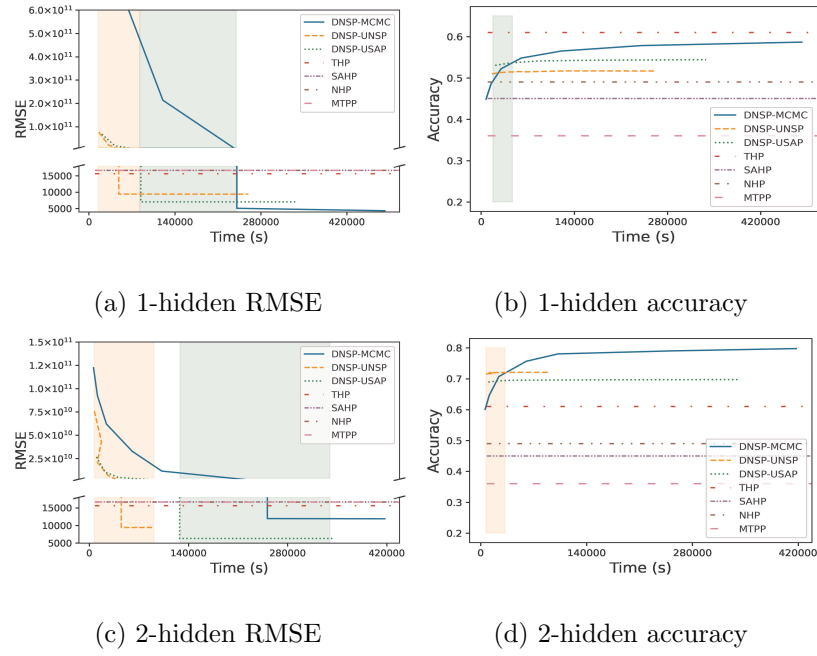 6.0×10¹¹
5.0×10¹¹
4.0×10¹¹
3.0×10¹¹
2.0×10¹¹
1.0×10¹¹
15000
10000
5000
RMSE
DNSP-MCMC
DNSP-UNSP
DNSP-USAP
THP
SAHP
NHP
MTPP
0 140000 280000 420000
Time (s)
(a) 1-hidden RMSE
0.6
0.5
0.4
0.3
0.2
Accuracy
DNSP-MCMC
DNSP-UNSP
DNSP-USAP
THP
SAHP
NHP
MTPP
0 140000 280000 420000
Time (s)
(b) 1-hidden accuracy
1.5×10¹¹
1.2×10¹¹
1.0×10¹¹
7.5×10¹⁰
5.0×10¹⁰
2.5×10¹⁰
15000
10000
5000
RMSE
DNSP-MCMC
DNSP-UNSP
DNSP-USAP
THP
SAHP
NHP
MTPP
0 140000 280000 420000
Time (s)
(c) 2-hidden RMSE
0.8
0.7
0.6
0.5
0.4
0.3
0.2
Accuracy
DNSP-MCMC
DNSP-UNSP
DNSP-USAP
THP
SAHP
NHP
MTPP
0 140000 280000 420000
Time (s)
(d) 2-hidden accuracy